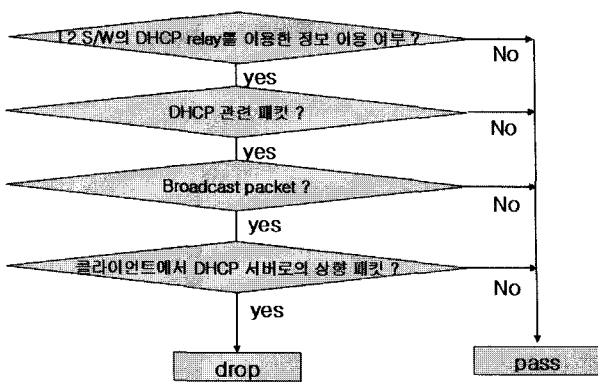 L2 S/W의 DHCP relay를 이용한 정보 이용 여부 ?
No
yes
DHCP 관련 패킷 ?
No
yes
Broadcast packet ?
No
yes
클라이언트에서 DHCP 서버로의 상향 패킷 ?
No
yes
drop
pass